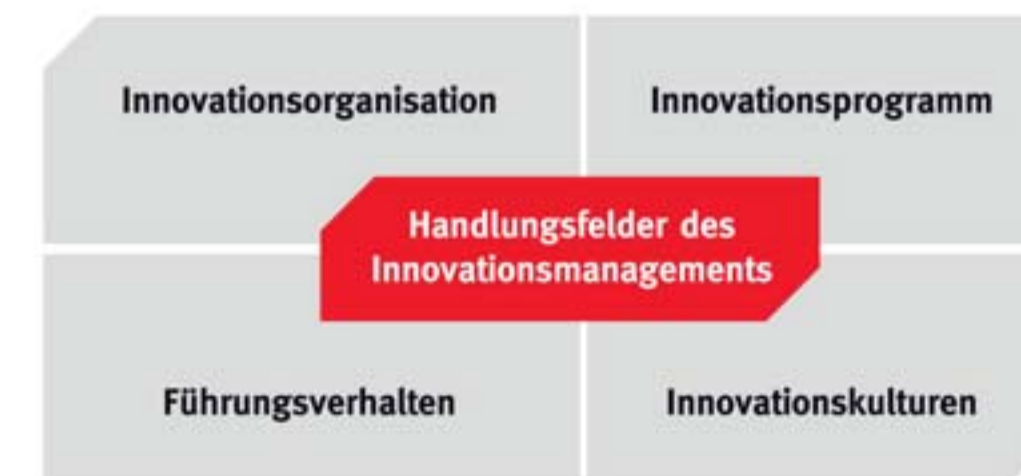 Innovationsorganisation
Innovationsprogramm
Handlungsfelder des
Innovationsmanagements
Führungsverhalten
Innovationskulturen